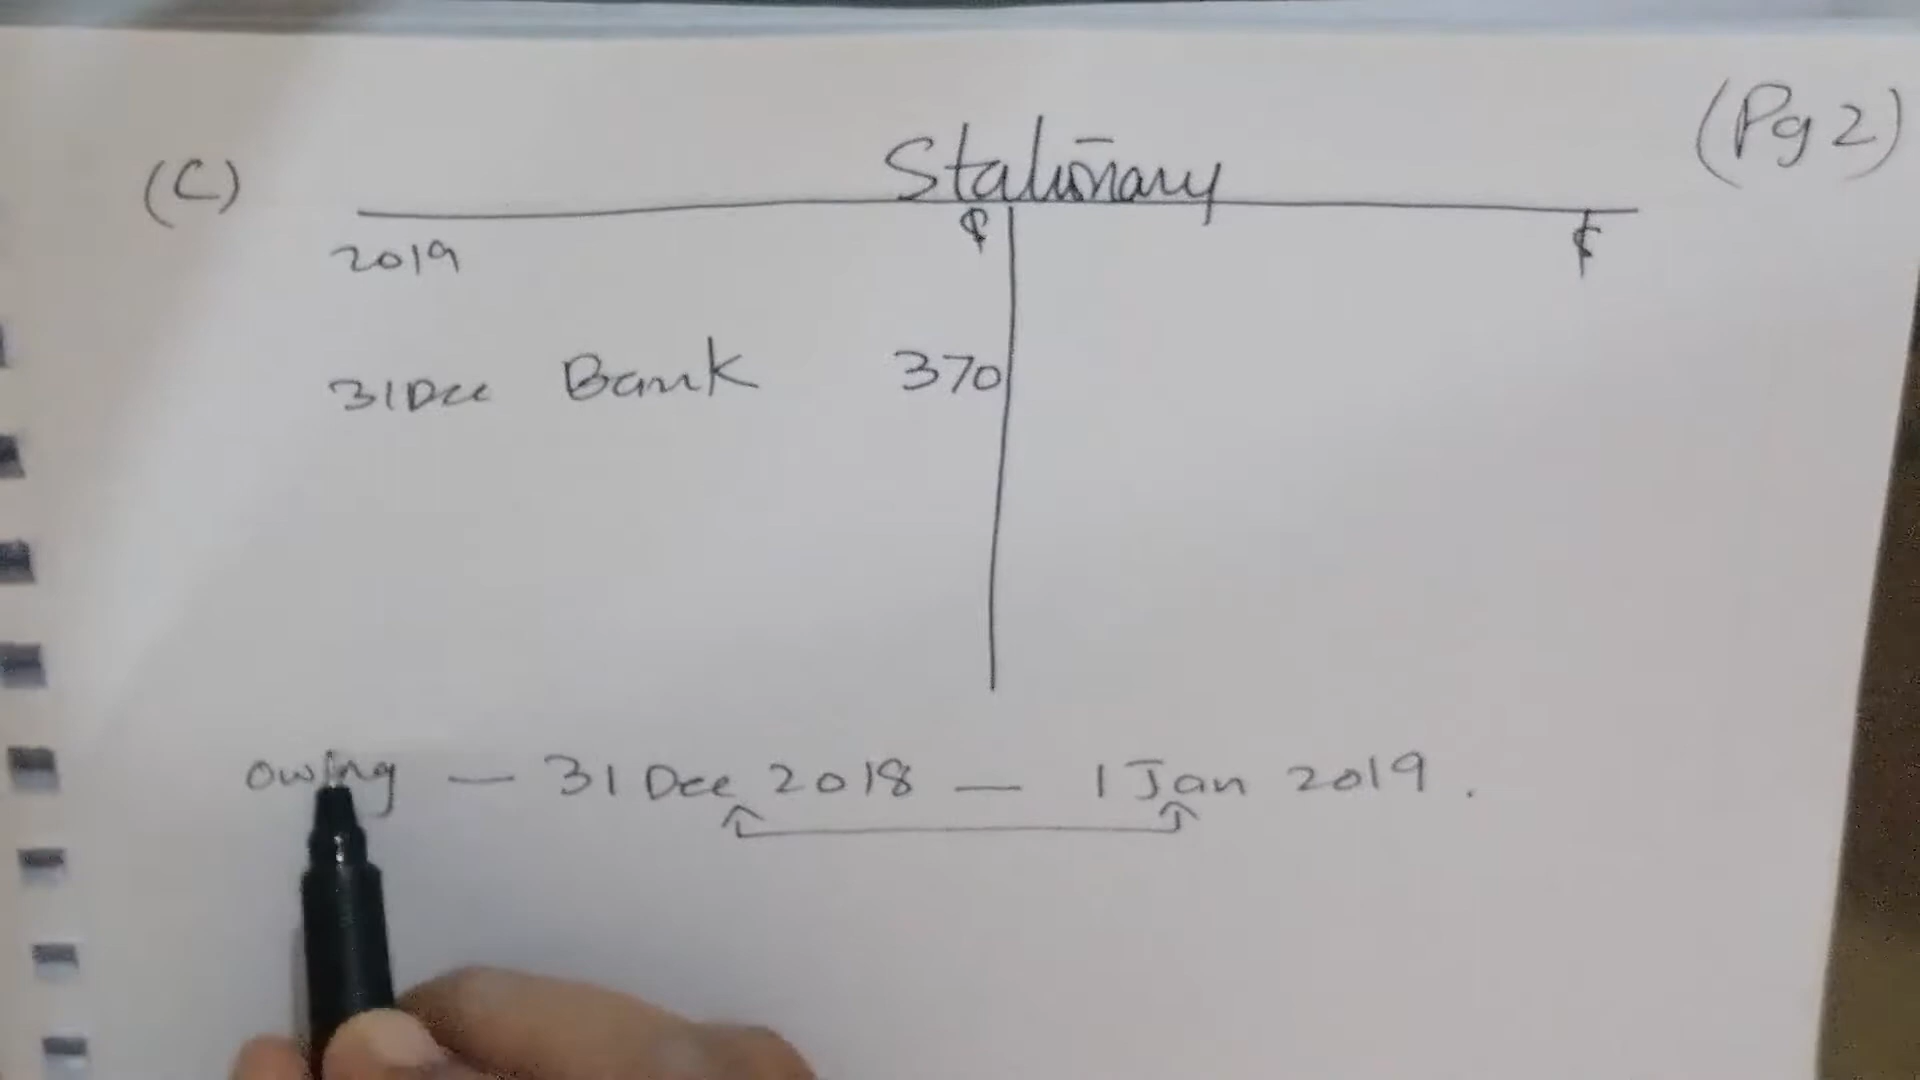 (Pg 2)
(C) Stationary
2019 $ $
31 Dec Bank 370
owing — 31 Dec 2018 — 1 Jan 2019.